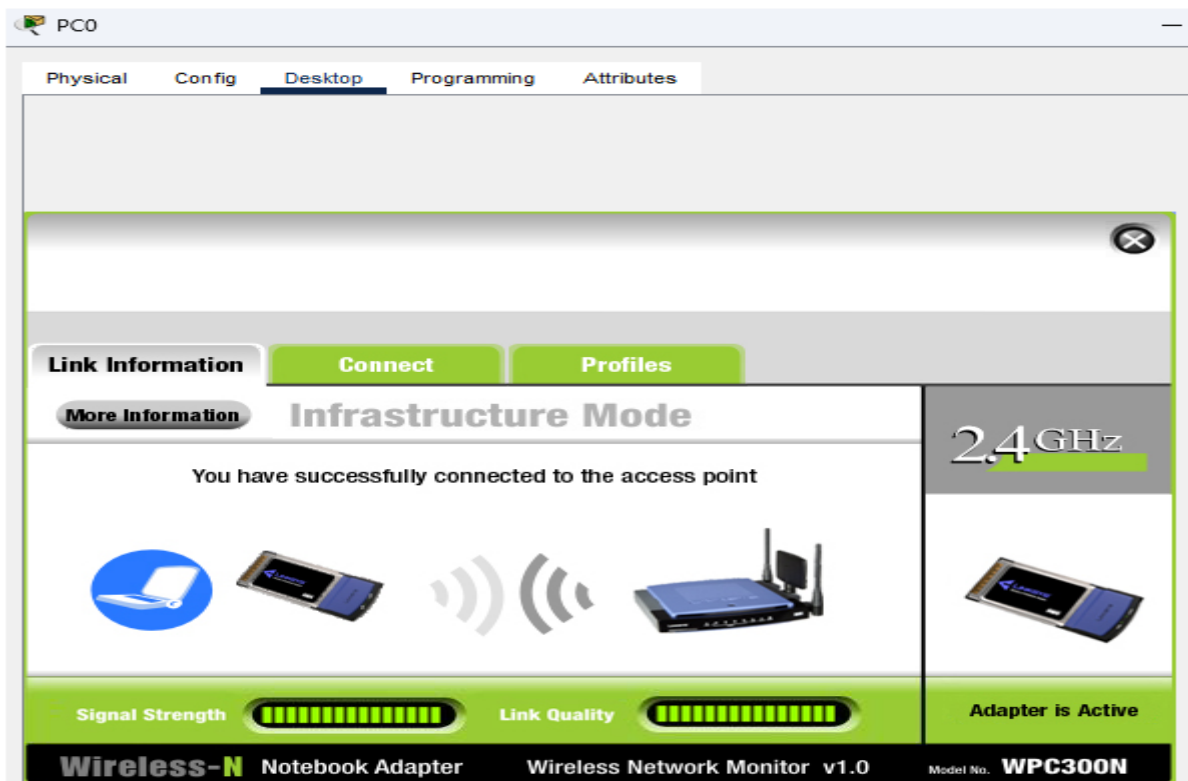 PC0
Physical Config Desktop Programming Attributes
Link Information Connect Profiles
More Information Infrastructure Mode
2.4GHz
You have successfully connected to the access point
Signal Strength Link Quality Adapter is Active
Wireless-N Notebook Adapter Wireless Network Monitor v1.0 Model No. WPC300N